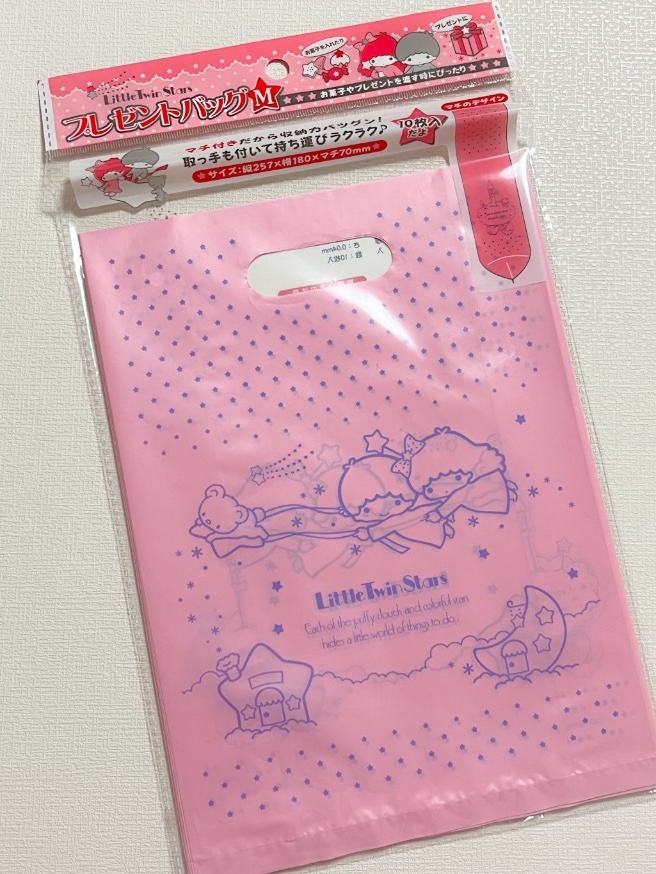 お菓子を入れたり
プレゼントに
LittleTwinStars
プレゼントバッグM
お菓子やプレゼントを渡す時にぴったり
マチ付きだから収納力バツグン!
取っ手も付いて持ち運びラクラク♪
サイズ:縦257×横180×マチ70mm
10枚入
だよ
マチのデザイン
LittleTwinStars
Each of the puffy clouds and colorful stars
hides a little world of things to do.